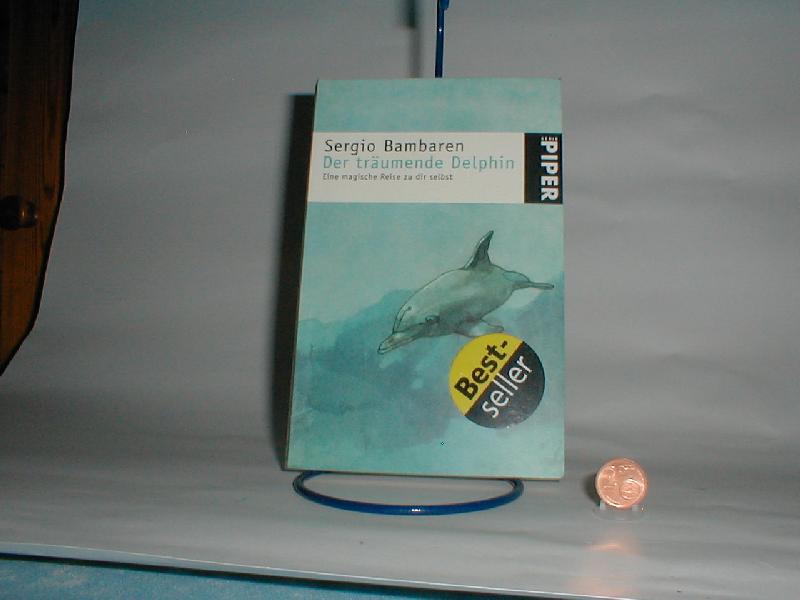 Sergio Bambaren
Der träumende Delphin
Eine magische Reise zu dir selbst
SERIE
PIPER
Best-
seller